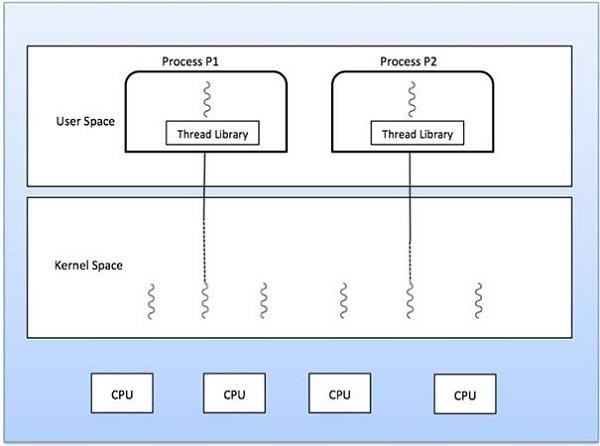 Process P1
Process P2
User Space
Thread Library
Thread Library
Kernel Space
CPU
CPU
CPU
CPU